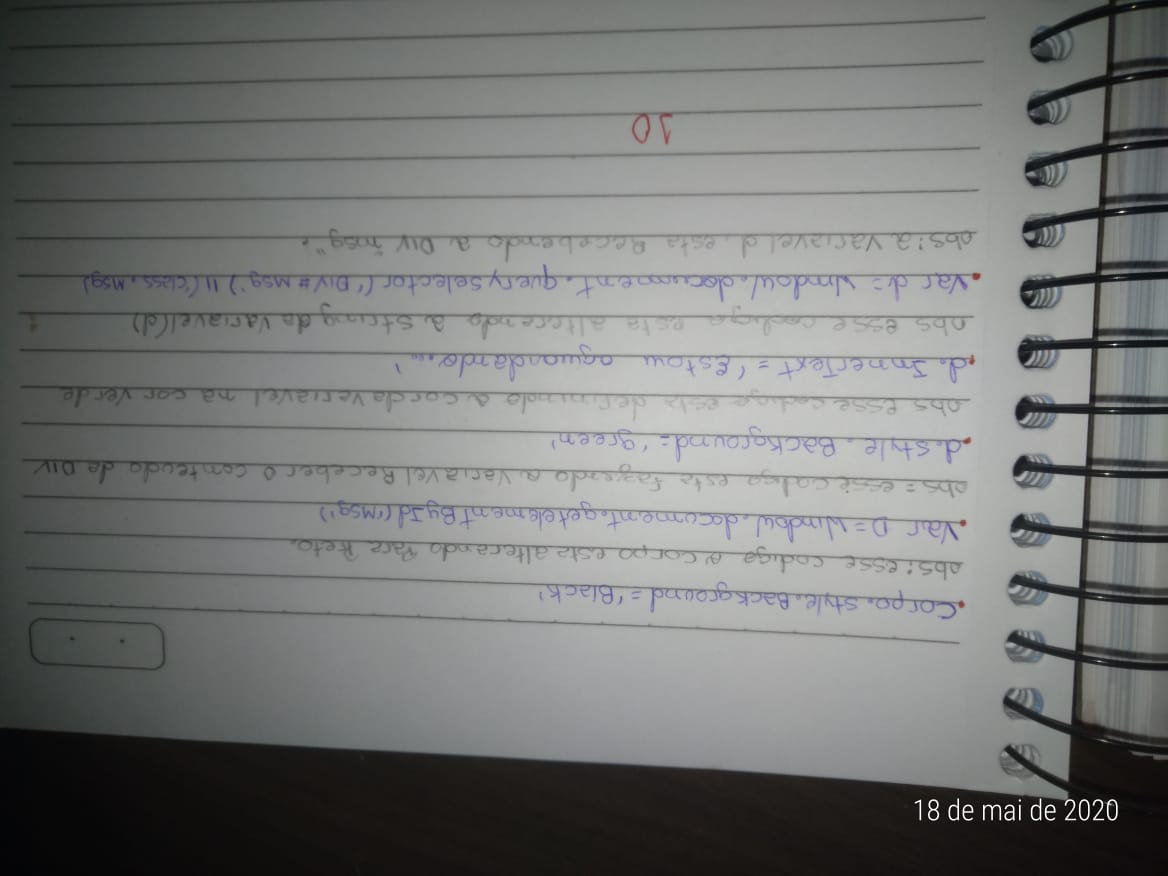 18 de mai de 2020
.Corpo.style.Background = 'Black'
obs: esse codigo o corpo esta alterando para Preto.
.Var D = Window.document.getelementById('Msg')
obs = esse codigo esta fazendo a variavel Receber o conteudo da DIV
.d.style.Background = 'green'
obs esse codigo esta definindo a cor da variavel na cor verde
.d.InnerText = 'Estou aguardando...'
obs esse codigo esta alterando a string da variavel(d)
.Var d = Window.document.queryselector('Div#Msg') || (class.Msg)
obs: a variavel d, esta Recebendo a DIV "msg".
10